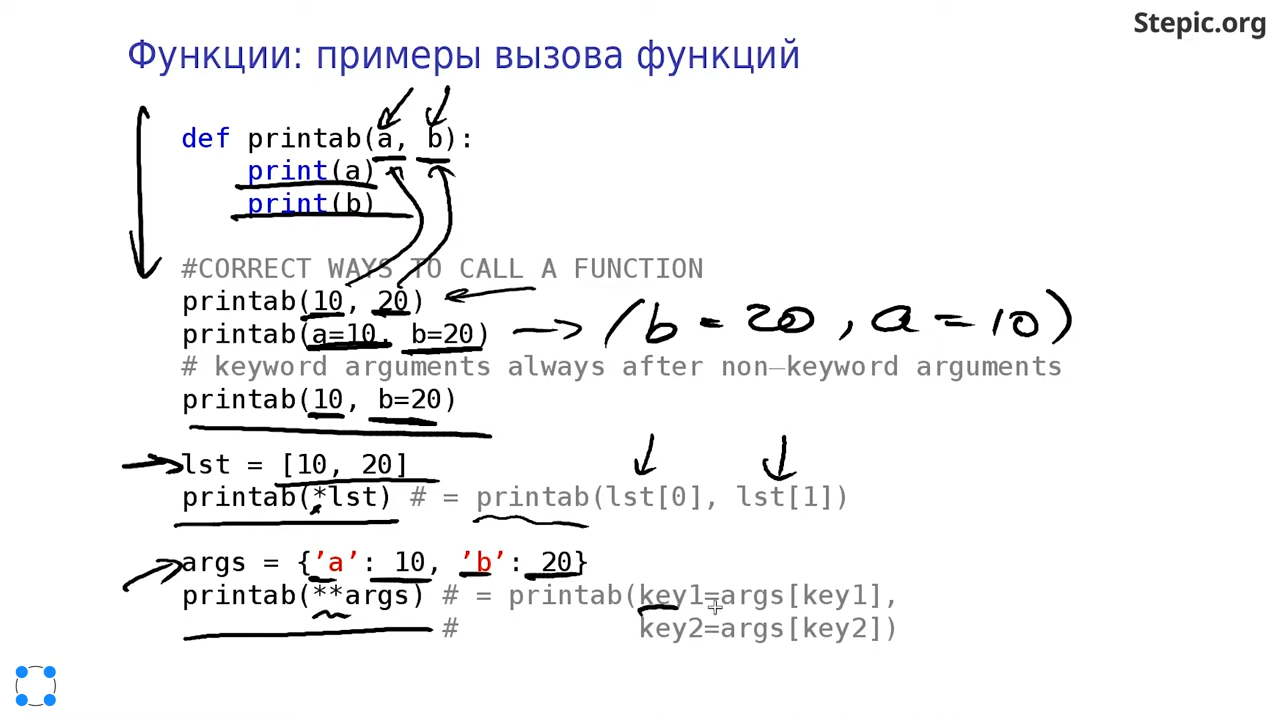 Stepic.org
Функции: примеры вызова функций
def printab(a, b):
print(a)
print(b)
#CORRECT WAYS TO CALL A FUNCTION
printab(10, 20)
printab(a=10, b=20) → (b = 20, a = 10)
# keyword arguments always after non–keyword arguments
printab(10, b=20)
lst = [10, 20]
printab(*lst) # = printab(lst[0], lst[1])
args = {’a’: 10, ’b’: 20}
printab(**args) # = printab(key1=args[key1],
# key2=args[key2])